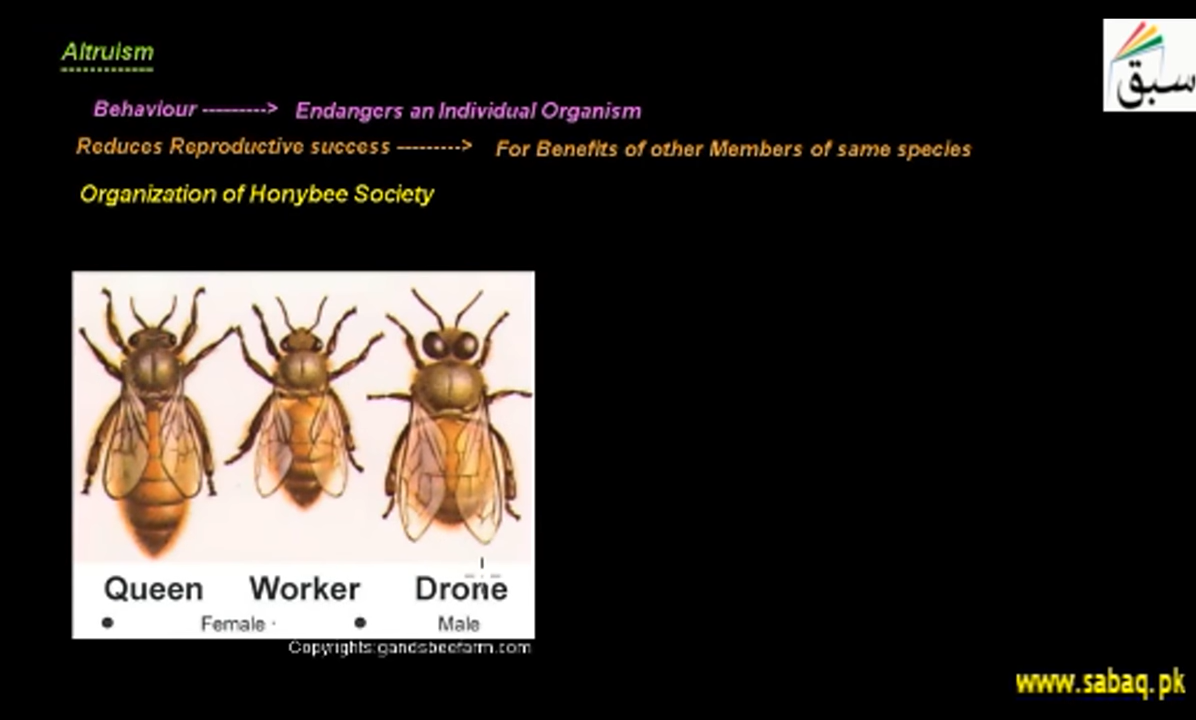 Altruism
سبق
Behaviour ---------> Endangers an Individual Organism
Reduces Reproductive success ---------> For Benefits of other Members of same species
Organization of Honybee Society
Queen Worker Drone
Female Male
Copyrights:gandsbeefarm.com
www.sabaq.pk